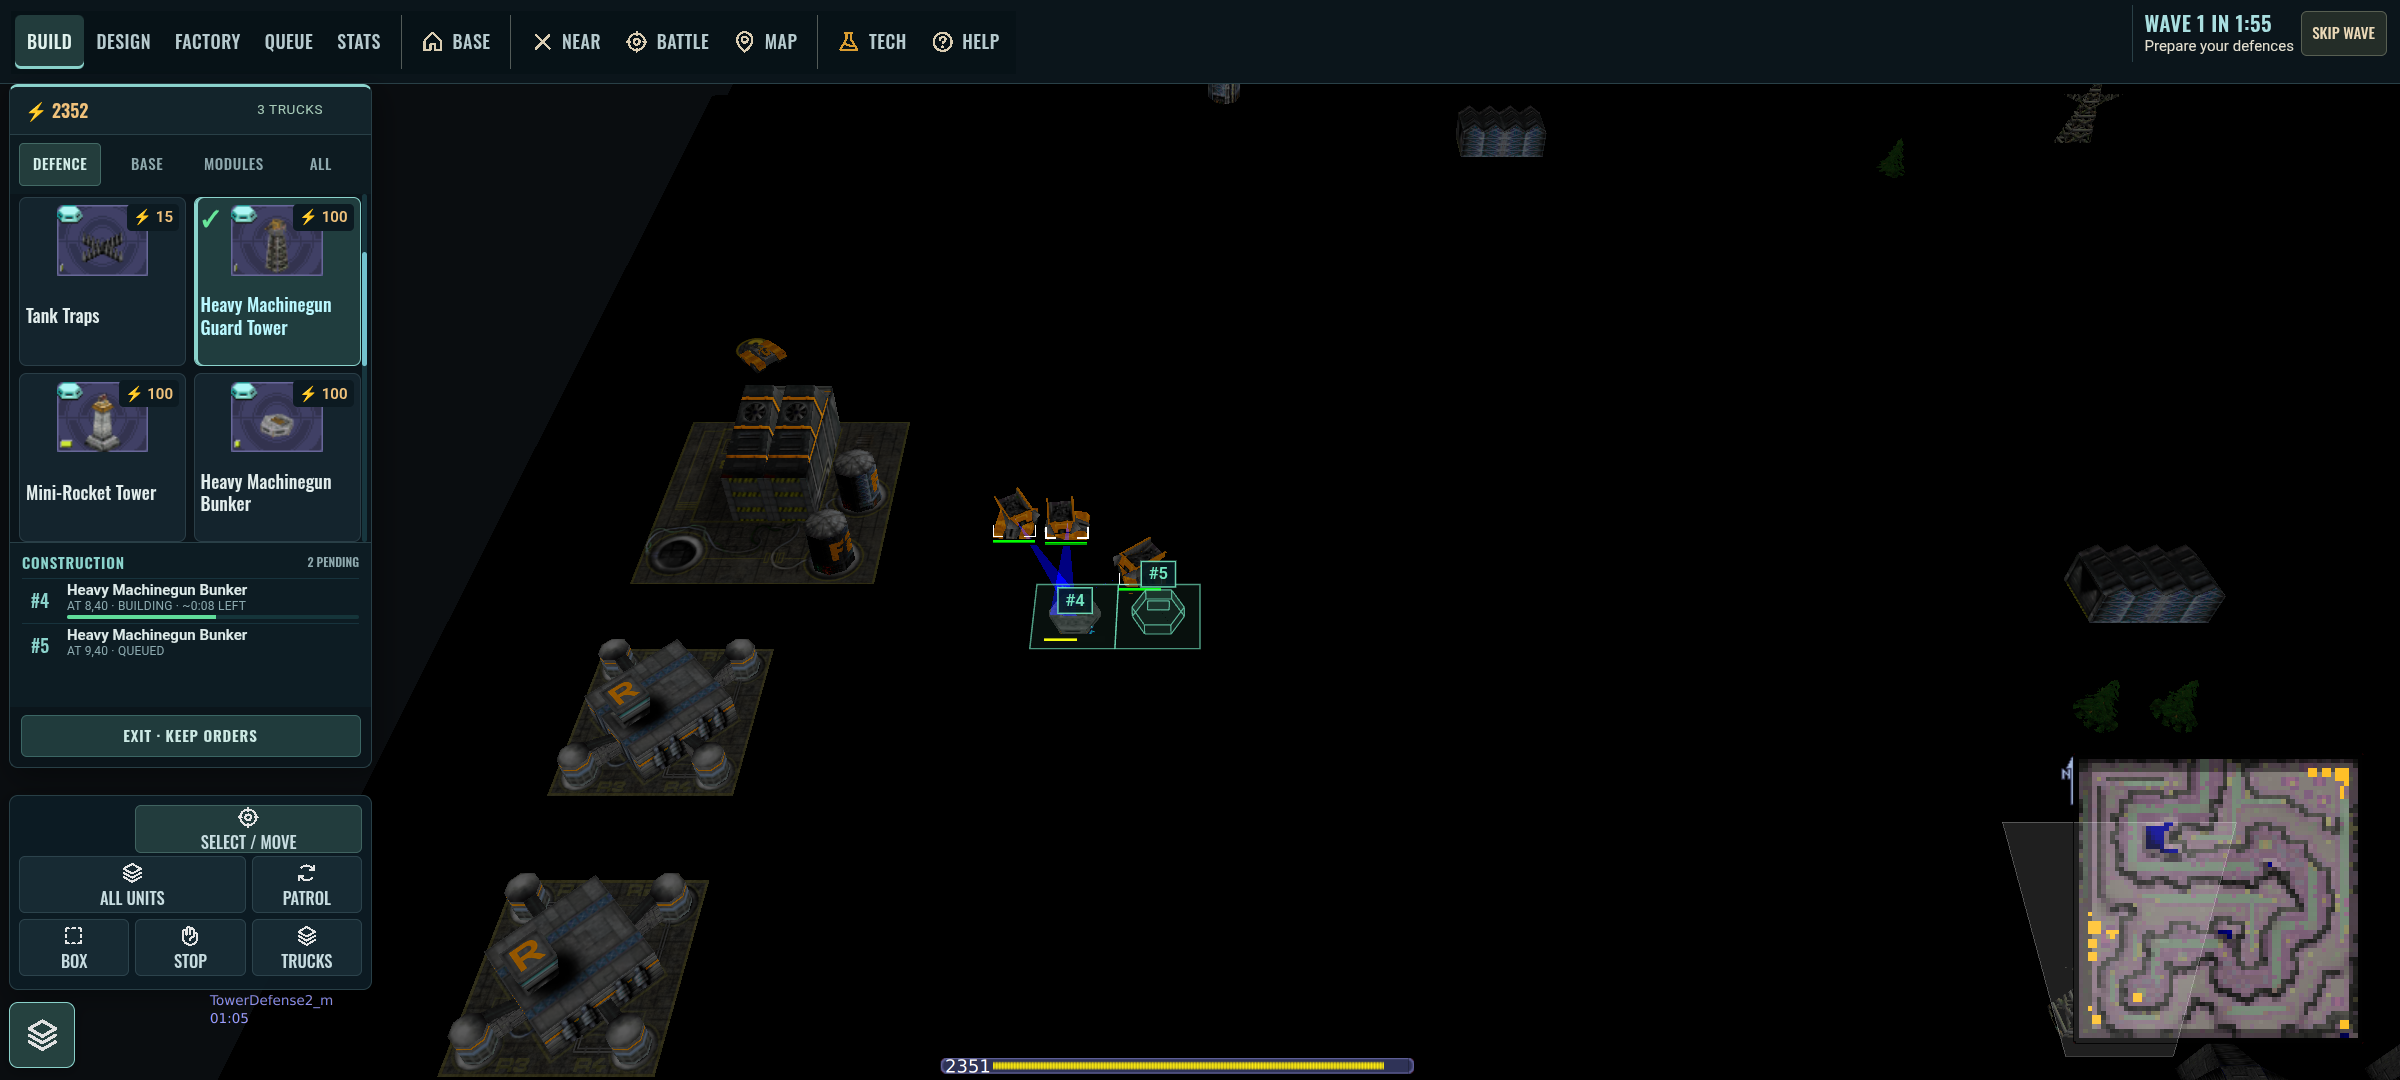 BUILD DESIGN FACTORY QUEUE STATS BASE NEAR BATTLE MAP TECH HELP
WAVE 1 IN 1:55
Prepare your defences
SKIP WAVE
2352 3 TRUCKS
DEFENCE BASE MODULES ALL
15
Tank Traps
100
Heavy Machinegun
Guard Tower
100
Mini-Rocket Tower
100
Heavy Machinegun
Bunker
CONSTRUCTION 2 PENDING
#4 Heavy Machinegun Bunker
AT 8,40 · BUILDING · ~0:08 LEFT
#5 Heavy Machinegun Bunker
AT 9,40 · QUEUED
EXIT · KEEP ORDERS
SELECT / MOVE
ALL UNITS PATROL
BOX STOP TRUCKS
TowerDefense2_m
01:05
#5
#4
R
R
N
2351